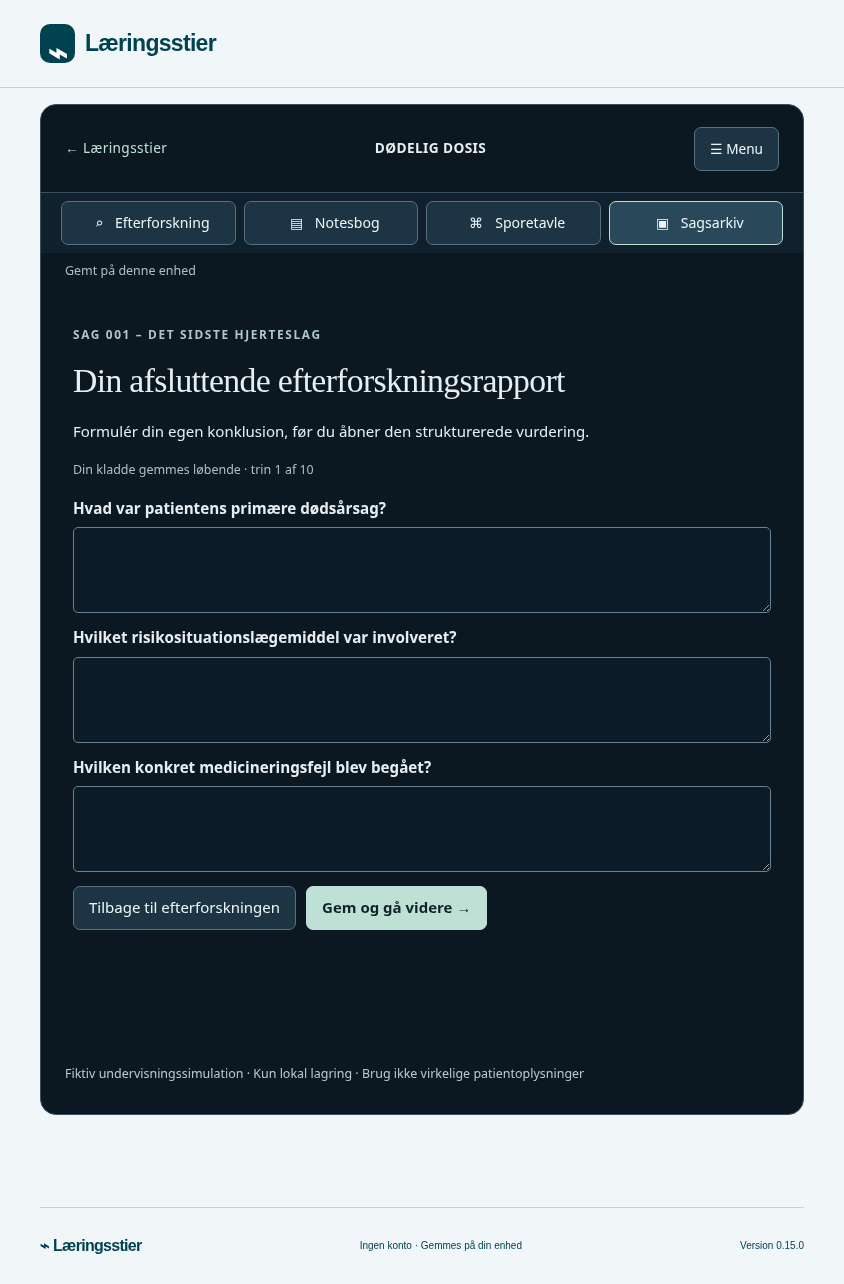 Læringsstier
← Læringsstier
DØDELIG DOSIS
☰ Menu
⌕ Efterforskning
▤ Notesbog
⌘ Sporetavle
▣ Sagsarkiv
Gemt på denne enhed
SAG 001 – DET SIDSTE HJERTESLAG
Din afsluttende efterforskningsrapport
Formulér din egen konklusion, før du åbner den strukturerede vurdering.
Din kladde gemmes løbende · trin 1 af 10
Hvad var patientens primære dødsårsag?
Hvilket risikosituationslægemiddel var involveret?
Hvilken konkret medicineringsfejl blev begået?
Tilbage til efterforskningen
Gem og gå videre →
Fiktiv undervisningssimulation · Kun lokal lagring · Brug ikke virkelige patientoplysninger
⌁ Læringsstier
Ingen konto · Gemmes på din enhed
Version 0.15.0